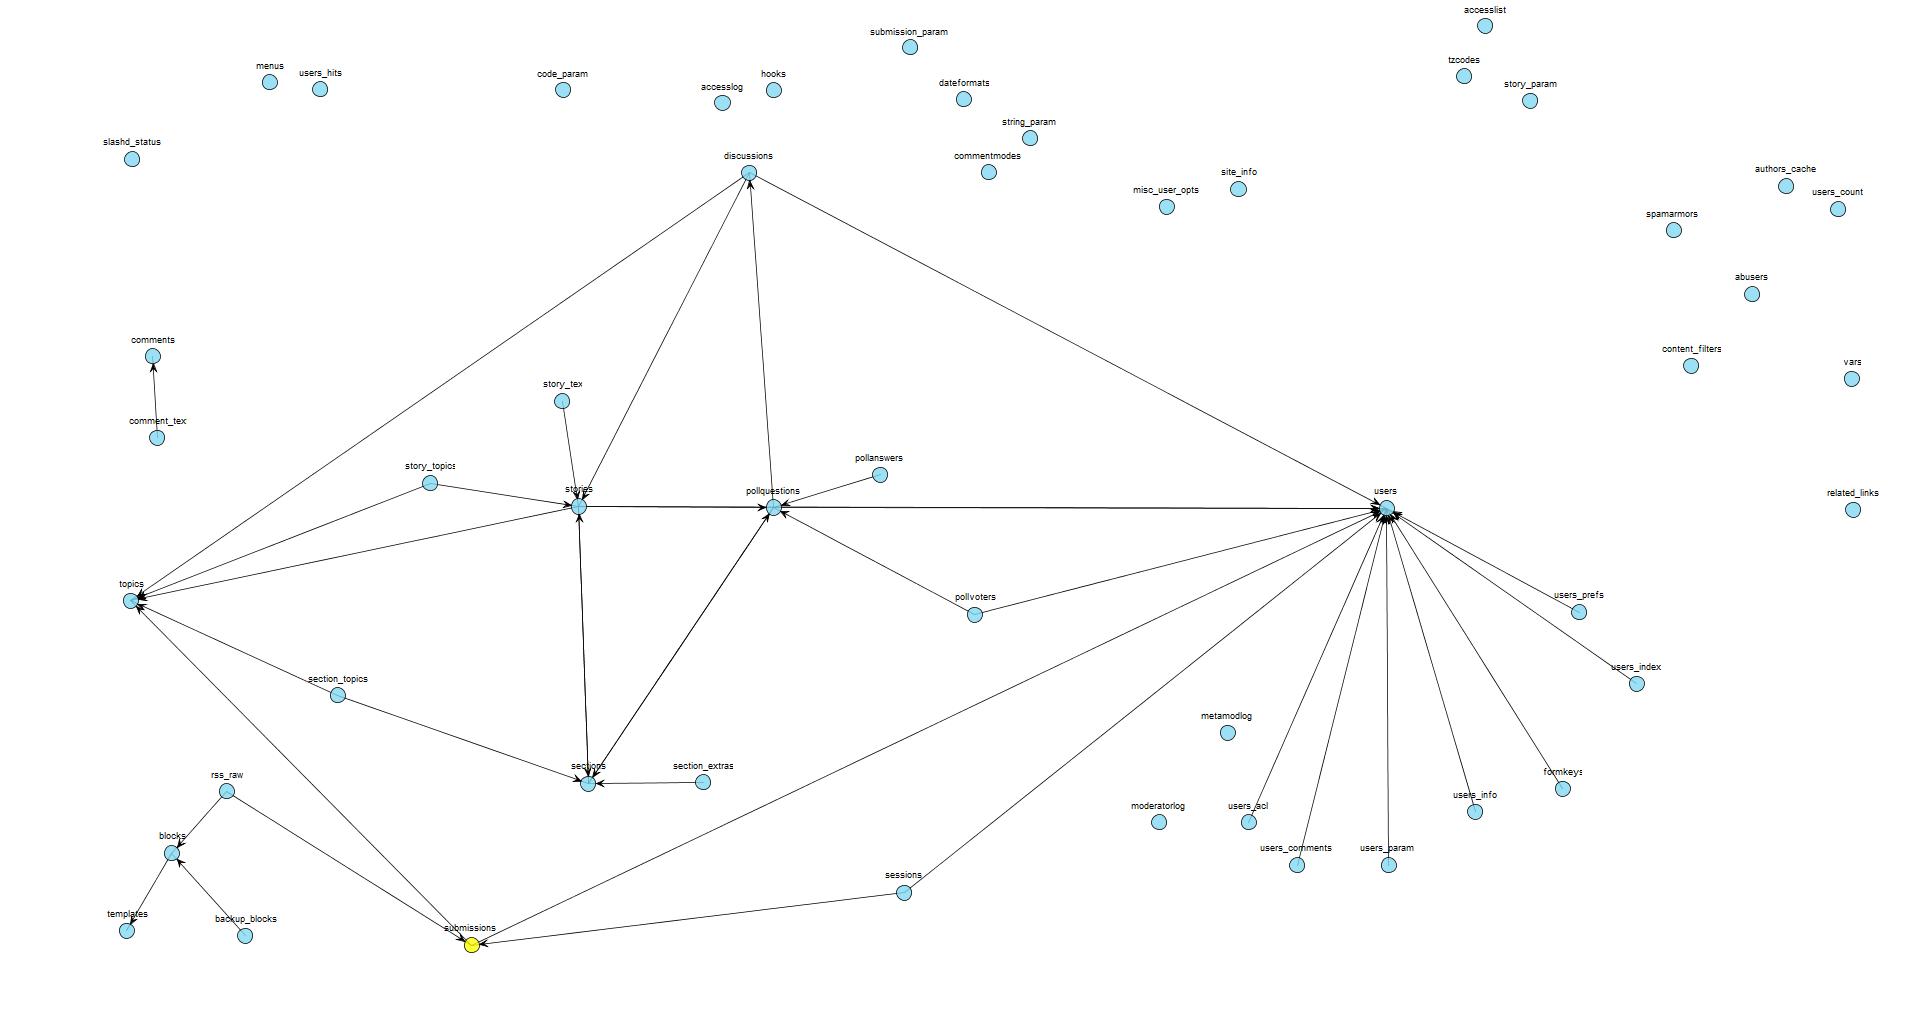 accesslist
submission_param
tzcodes
menus
users_hits
code_param
hooks
accesslog
dateformats
story_param
string_param
slashd_status
discussions
commentmodes
site_info
authors_cache
misc_user_opts
users_count
spamarmors
abusers
comments
content_filters
vars
story_tex
comment_tex
pollanswers
story_topics
stories
pollquestions
users
related_links
topics
pollvoters
users_prefs
users_index
section_topics
metamodlog
sections
section_extras
rss_raw
formkeys
users_info
moderatorlog
users_acl
blocks
users_comments
users_param
sessions
templates
backup_blocks
submissions